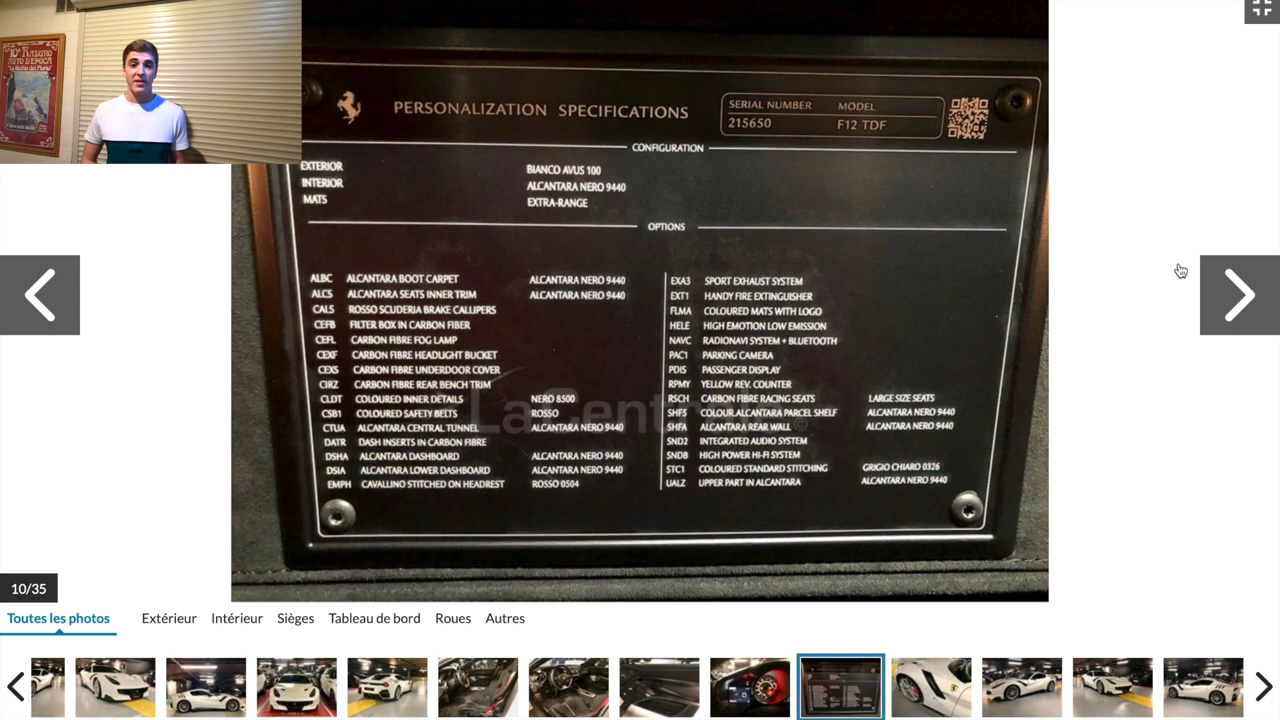 10°
"La Sicilia dei Florio"
PERSONALIZATION SPECIFICATIONS
SERIAL NUMBER MODEL
215650 F12 TDF
CONFIGURATION
EXTERIOR BIANCO AVUS 100
INTERIOR ALCANTARA NERO 9440
MATS EXTRA-RANGE
OPTIONS
ALBC ALCANTARA BOOT CARPET ALCANTARA NERO 9440
ALCS ALCANTARA SEATS INNER TRIM ALCANTARA NERO 9440
CALS ROSSO SCUDERIA BRAKE CALLIPERS
CEFB FILTER BOX IN CARBON FIBER
CEFL CARBON FIBRE FOG LAMP
CEXF CARBON FIBRE HEADLIGHT BUCKET
CEXS CARBON FIBRE UNDERDOOR COVER
CIRZ CARBON FIBRE REAR BENCH TRIM
CLDT COLOURED INNER DETAILS NERO 8500
CSB1 COLOURED SAFETY BELTS ROSSO
CTUA ALCANTARA CENTRAL TUNNEL ALCANTARA NERO 9440
DATR DASH INSERTS IN CARBON FIBRE
DSHA ALCANTARA DASHBOARD ALCANTARA NERO 9440
DSIA ALCANTARA LOWER DASHBOARD ALCANTARA NERO 9440
EMPH CAVALLINO STITCHED ON HEADREST ROSSO 0504
EXA3 SPORT EXHAUST SYSTEM
EXT1 HANDY FIRE EXTINGUISHER
FLMA COLOURED MATS WITH LOGO
HELE HIGH EMOTION LOW EMISSION
NAVC RADIONAVI SYSTEM + BLUETOOTH
PAC1 PARKING CAMERA
PDIS PASSENGER DISPLAY
RPMY YELLOW REV. COUNTER
RSCH CARBON FIBRE RACING SEATS LARGE SIZE SEATS
SHFS COLOUR.ALCANTARA PARCEL SHELF ALCANTARA NERO 9440
SHFA ALCANTARA REAR WALL ALCANTARA NERO 9440
SND2 INTEGRATED AUDIO SYSTEM
SNDB HIGH POWER HI-FI SYSTEM
STC1 COLOURED STANDARD STITCHING GRIGIO CHIARO 0326
UALZ UPPER PART IN ALCANTARA ALCANTARA NERO 9440
10/35
Toutes les photos Extérieur Intérieur Sièges Tableau de bord Roues Autres